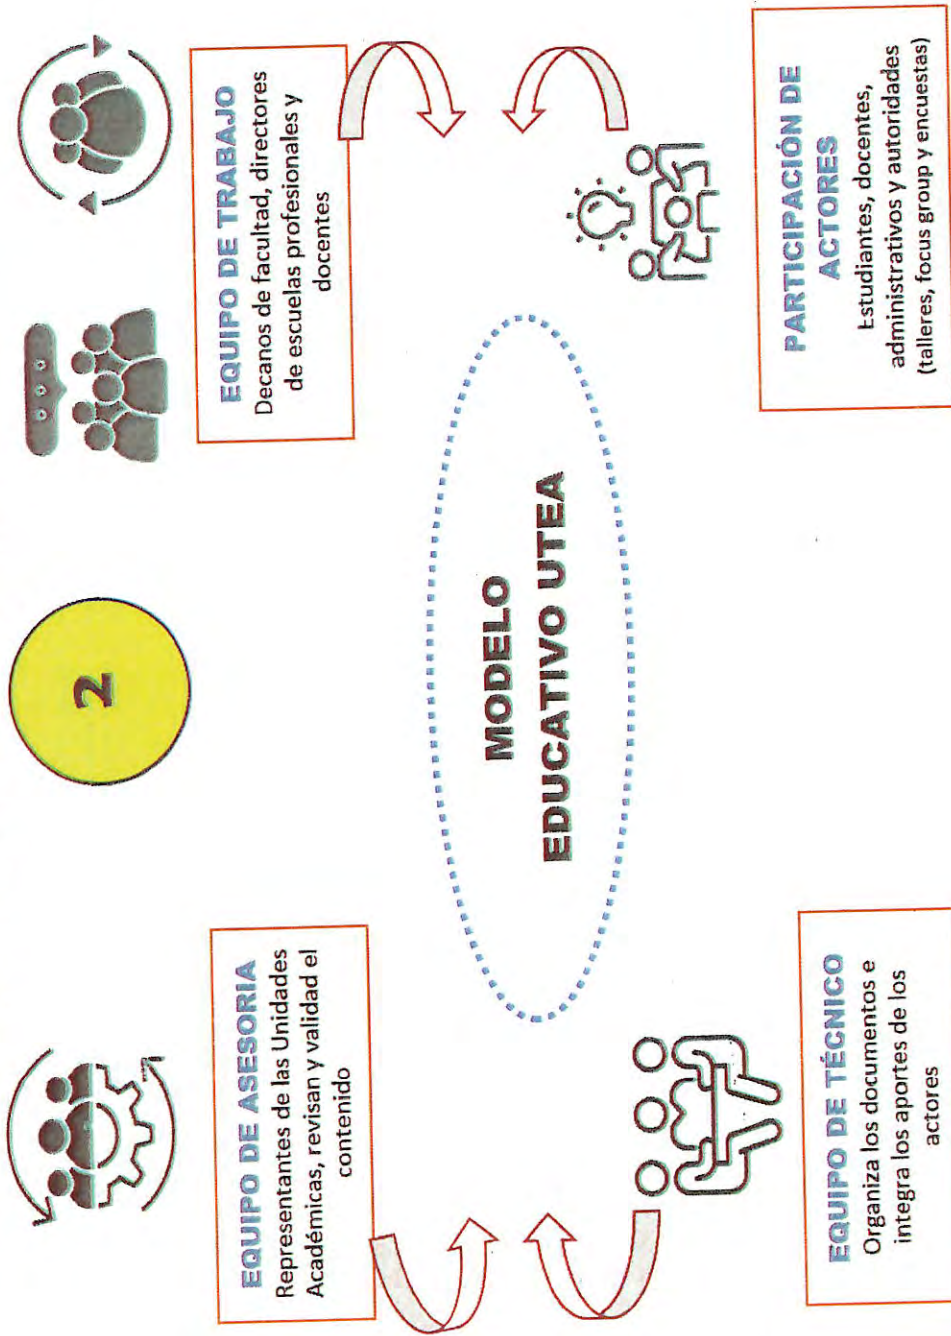 2
EQUIPO DE ASESORIA
Representantes de las Unidades
Académicas, revisan y validad el
contenido
EQUIPO DE TRABAJO
Decanos de facultad, directores
de escuelas profesionales y
docentes
MODELO
EDUCATIVO UTEA
EQUIPO DE TÉCNICO
Organiza los documentos e
integra los aportes de los
actores
PARTICIPACIÓN DE
ACTORES
Estudiantes, docentes,
administrativos y autoridades
(talleres, focus group y encuestas)